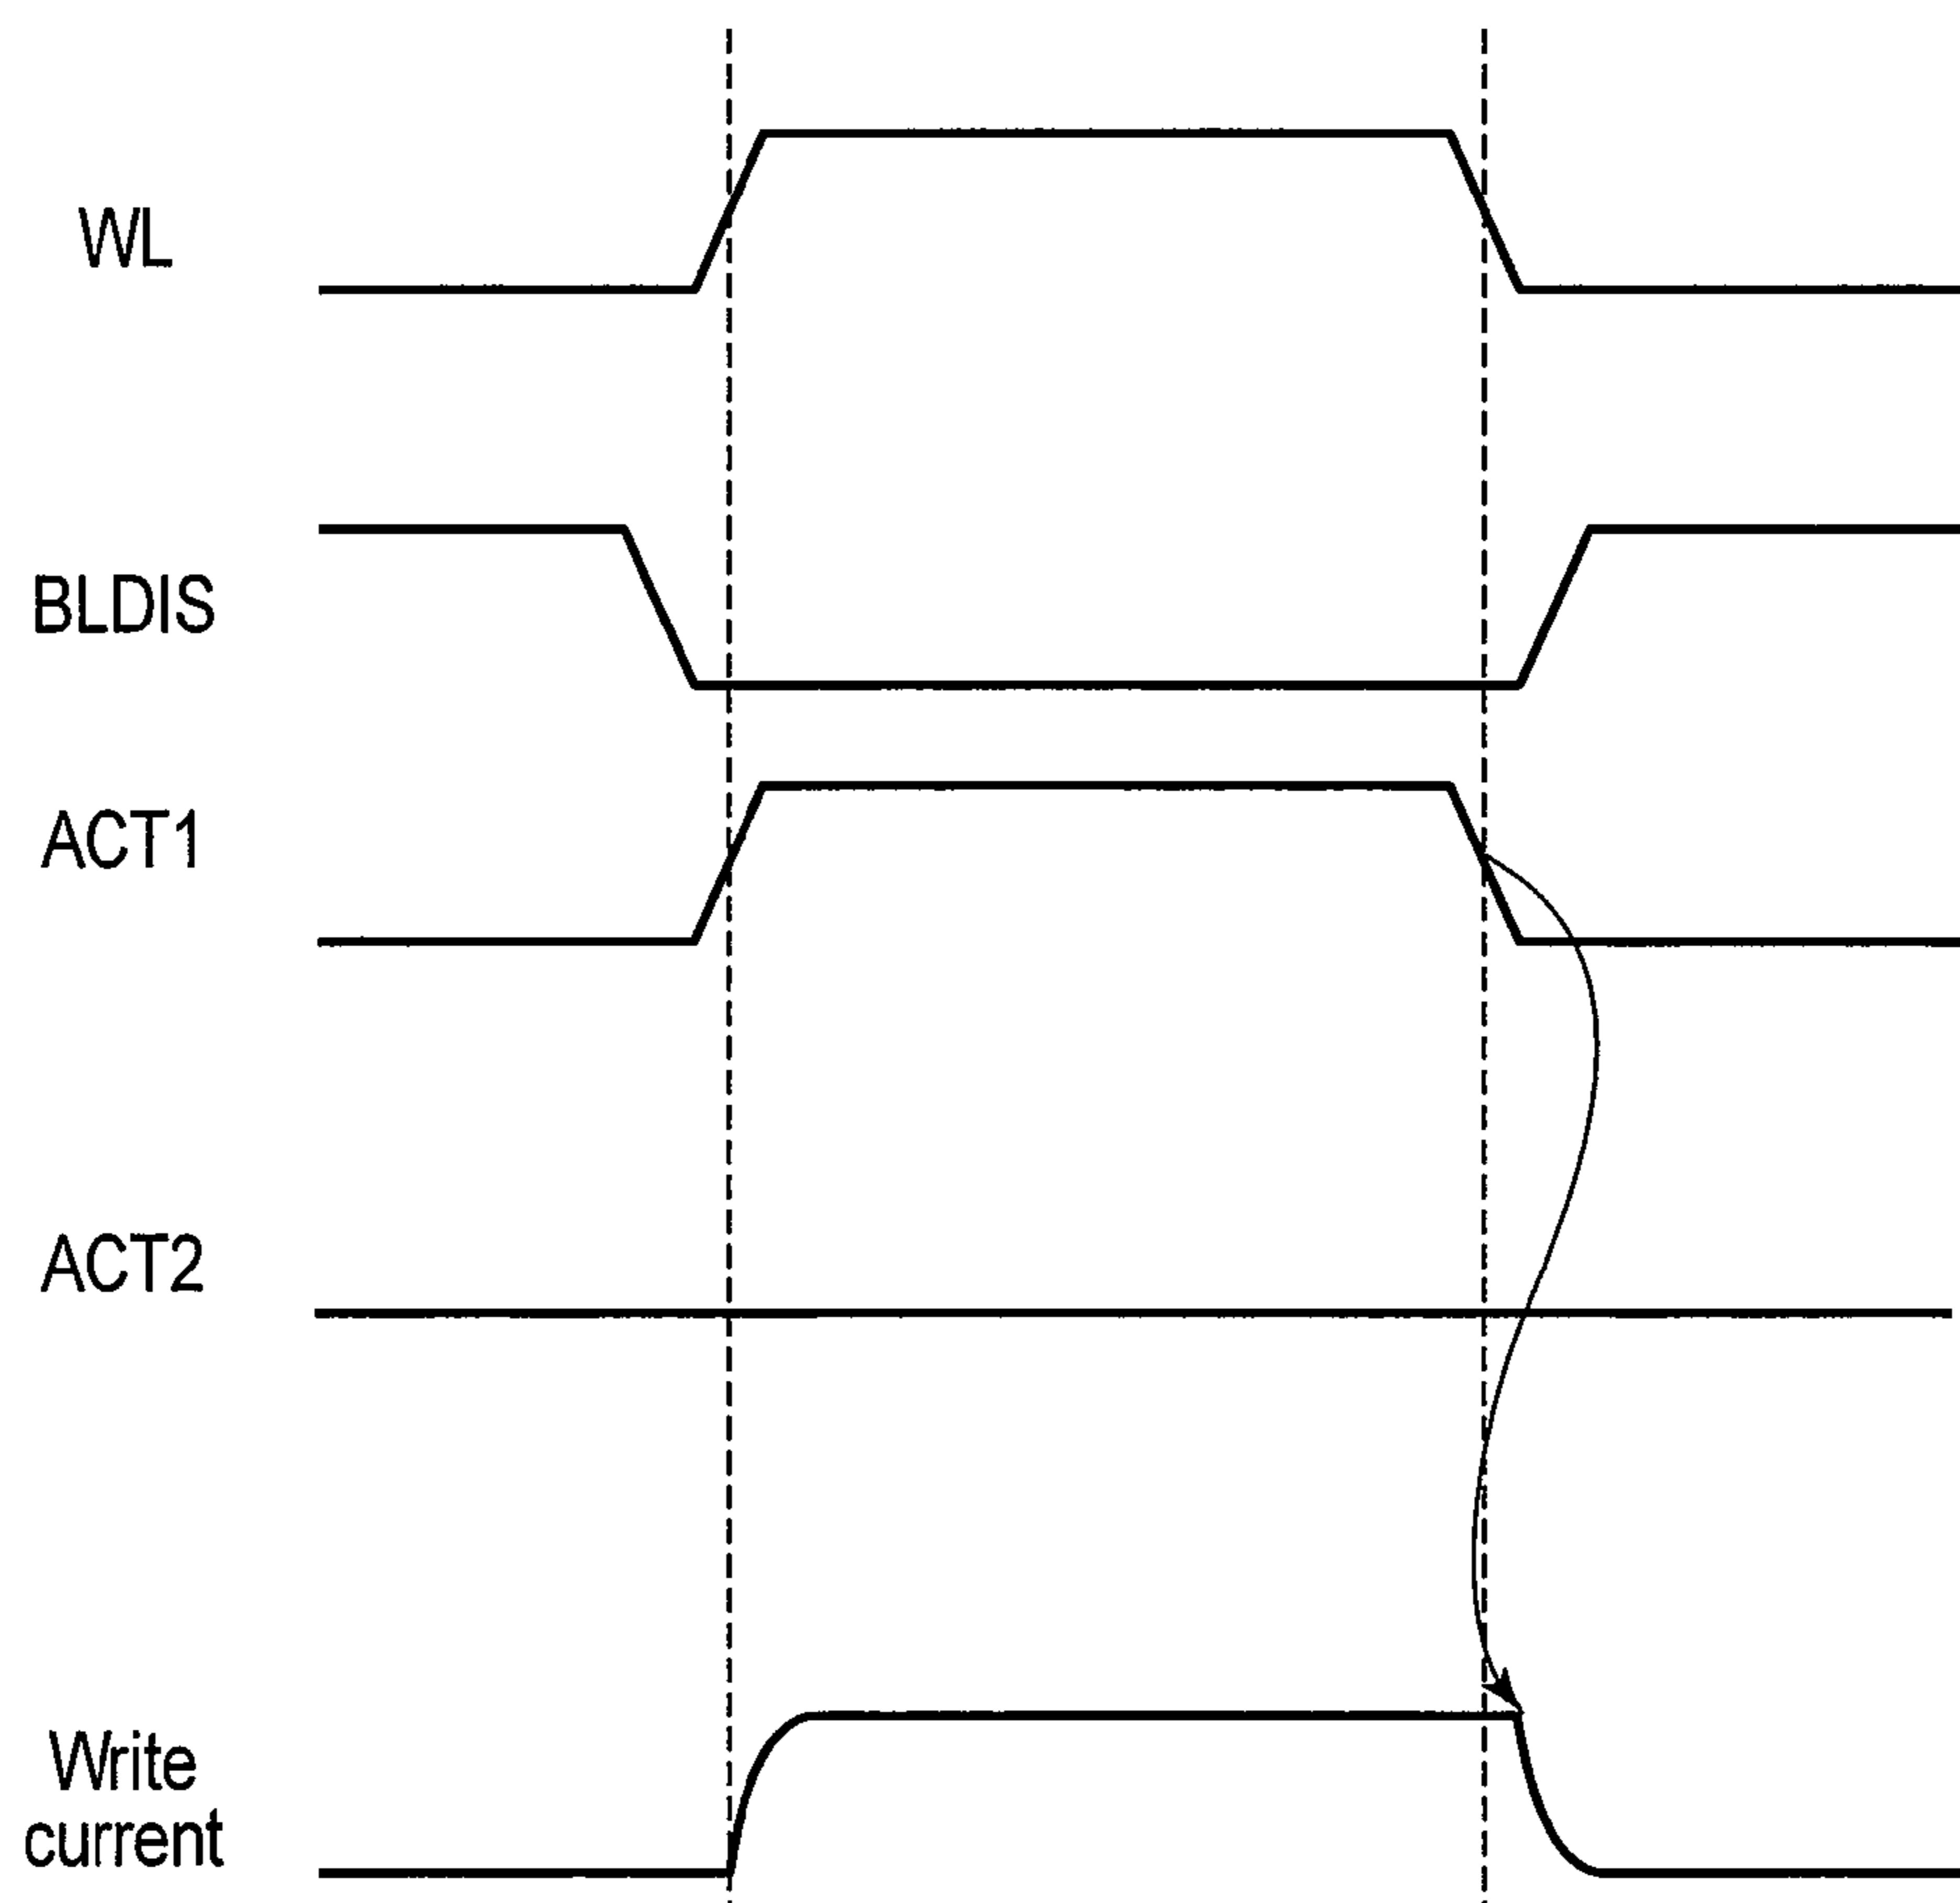 WL
BLDIS
ACT1
ACT2
Write
current